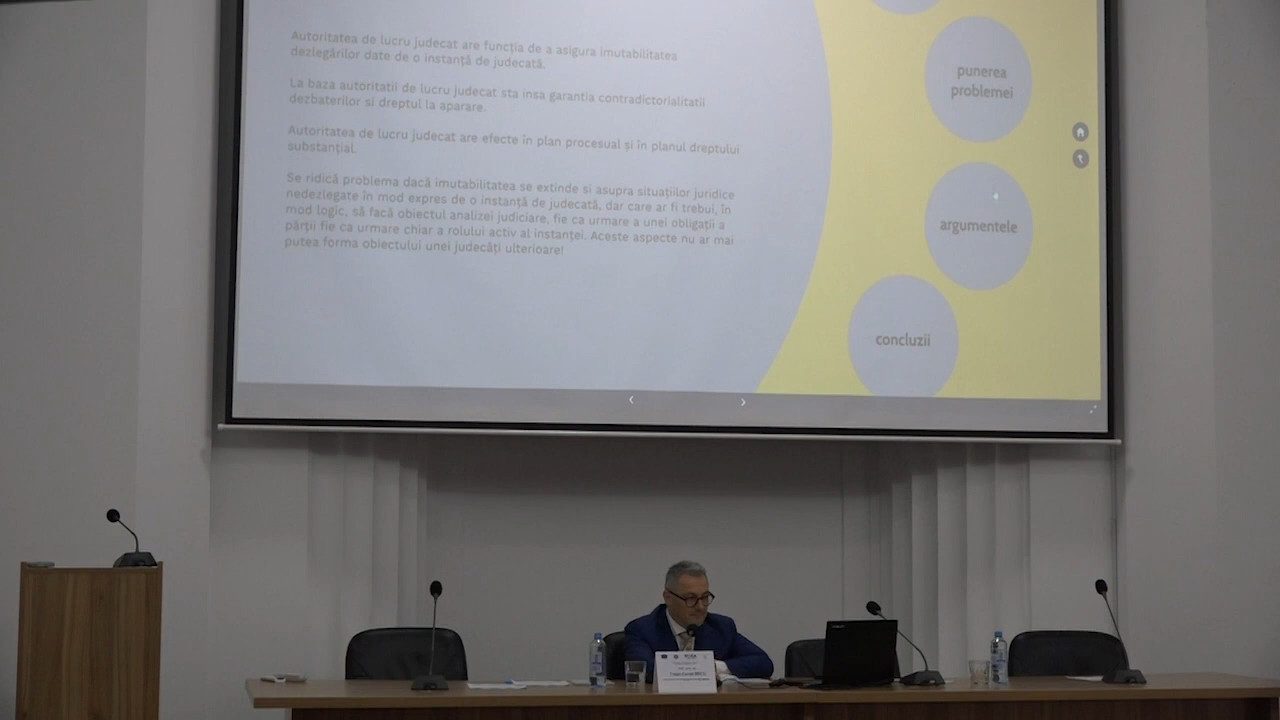 Autoritatea de lucru judecat are funcția de a asigura imutabilitatea
dezlegărilor date de o instanță de judecată.
La baza autoritatii de lucru judecat sta insa garantia contradictorialitatii
dezbaterilor si dreptul la aparare.
Autoritatea de lucru judecat are efecte în plan procesual și în planul dreptului
substanțial.
Se ridică problema dacă imutabilitatea se extinde si asupra situațiilor juridice
nedezlegate în mod expres de o instanță de judecată, dar care ar fi trebui, în
mod logic, să facă obiectul analizei judiciare, fie ca urmare a unei obligații a
părții fie ca urmare chiar a rolului activ al instanței. Aceste aspecte nu ar mai
putea forma obiectului unei judecăți ulterioare!
punerea
problemei
argumentele
concluzii